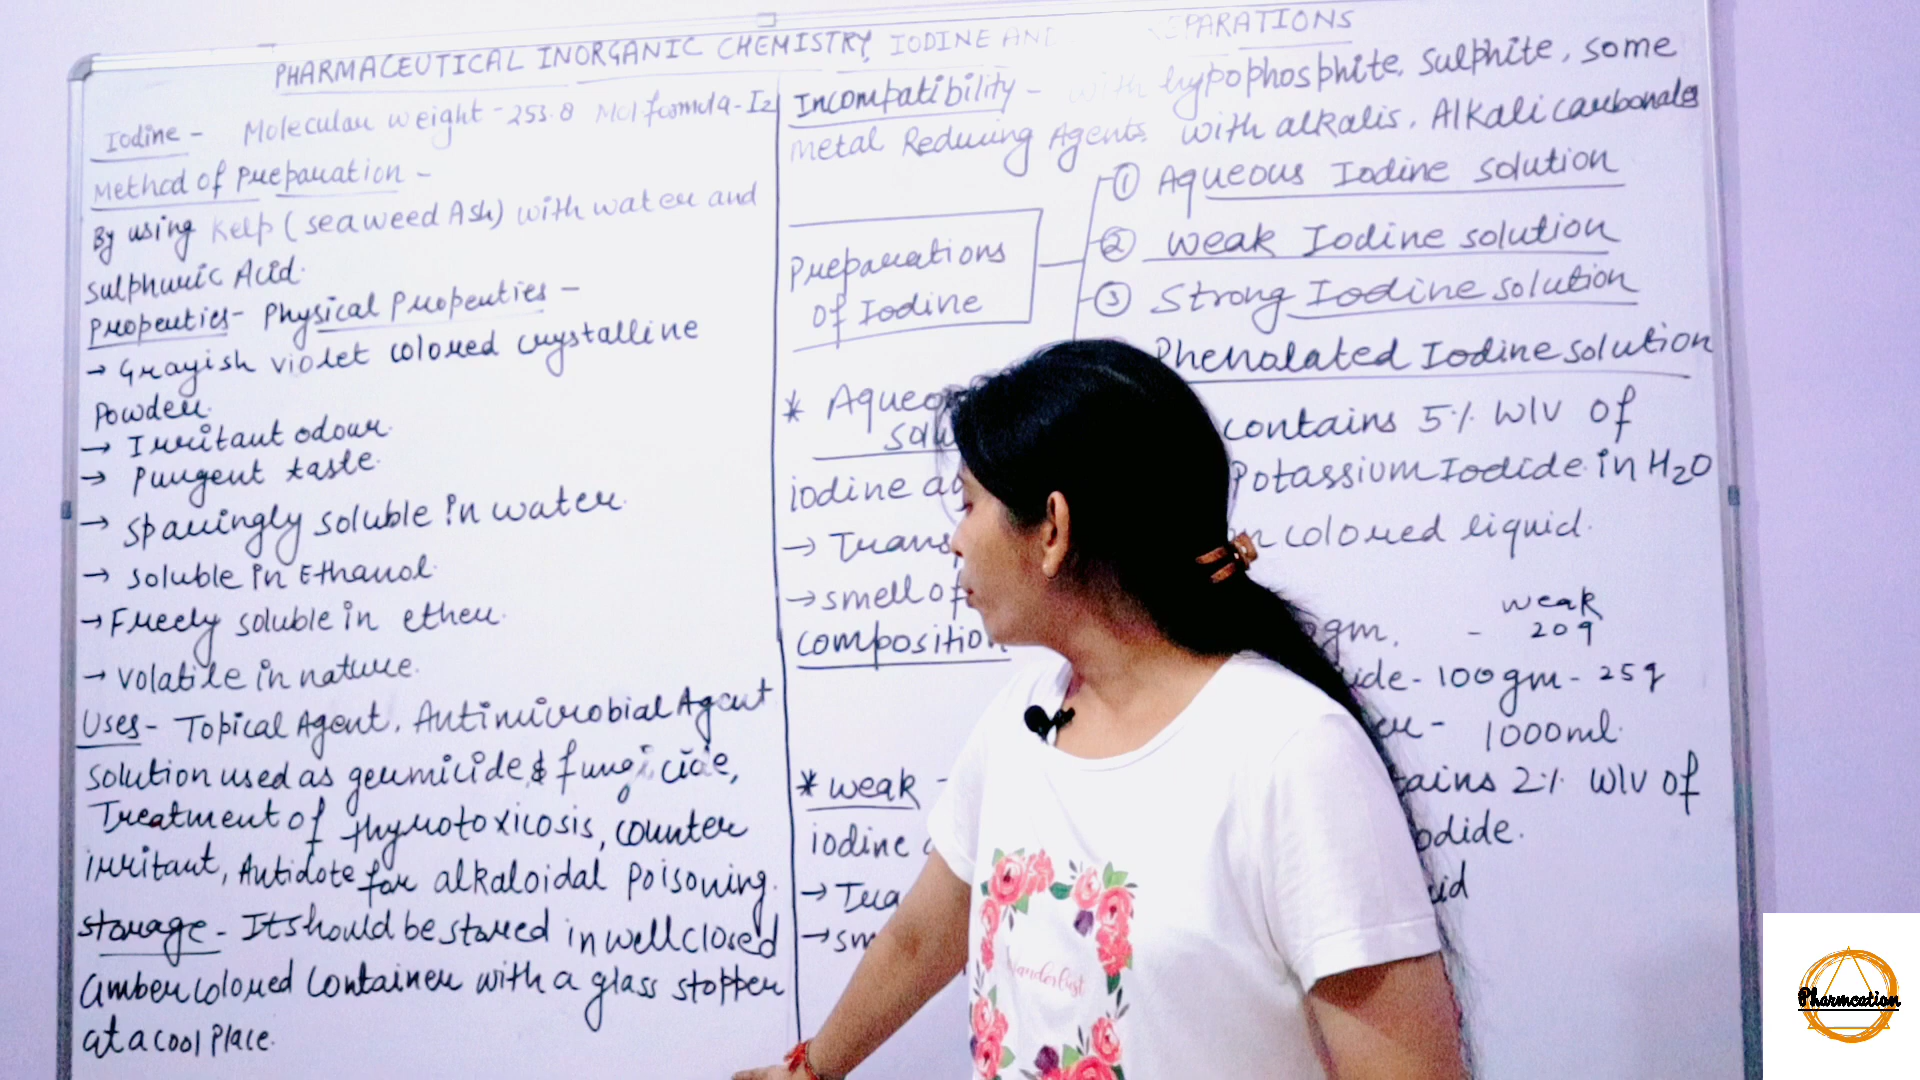 PHARMACEUTICAL INORGANIC CHEMISTRY, IODINE AND
Iodine - Molecular weight - 253.8 Mol formula - I2
Method of Preparation -
By using Kelp (seaweed Ash) with water and
sulphuric Acid.
Properties - Physical Properties -
→ Grayish violet colored crystalline
Powder.
→ Irritant odour.
→ Pungent taste.
→ Sparingly soluble in water.
→ Soluble in Ethanol.
→ Freely soluble in ether.
→ Volatile in nature.
Uses - Topical Agent, Antimicrobial Agent
solution used as germicide & fungicide,
Treatment of thyrotoxicosis, counter
irritant, Antidote for alkaloidal poisoning.
Storage - It should be stored in well closed
amber colored container with a glass stopper
at a cool place.
Incompatibility - with hypophosphite, sulphite, some
metal Reducing Agents, with alkalis, Alkali carbonates
Preparations
of Iodine
① Aqueous Iodine solution
② Weak Iodine solution
③ Strong Iodine solution
Phenolated Iodine solution
* contains 5% W/V of
iodine Potassium Iodide in H2O
→ colored liquid.
→ smell of
composition
gm. - weak
20g
- 100gm - 25g
- 1000ml.
* weak - 2% W/V of
iodine
→
→
Wanderlust
Pharmcation